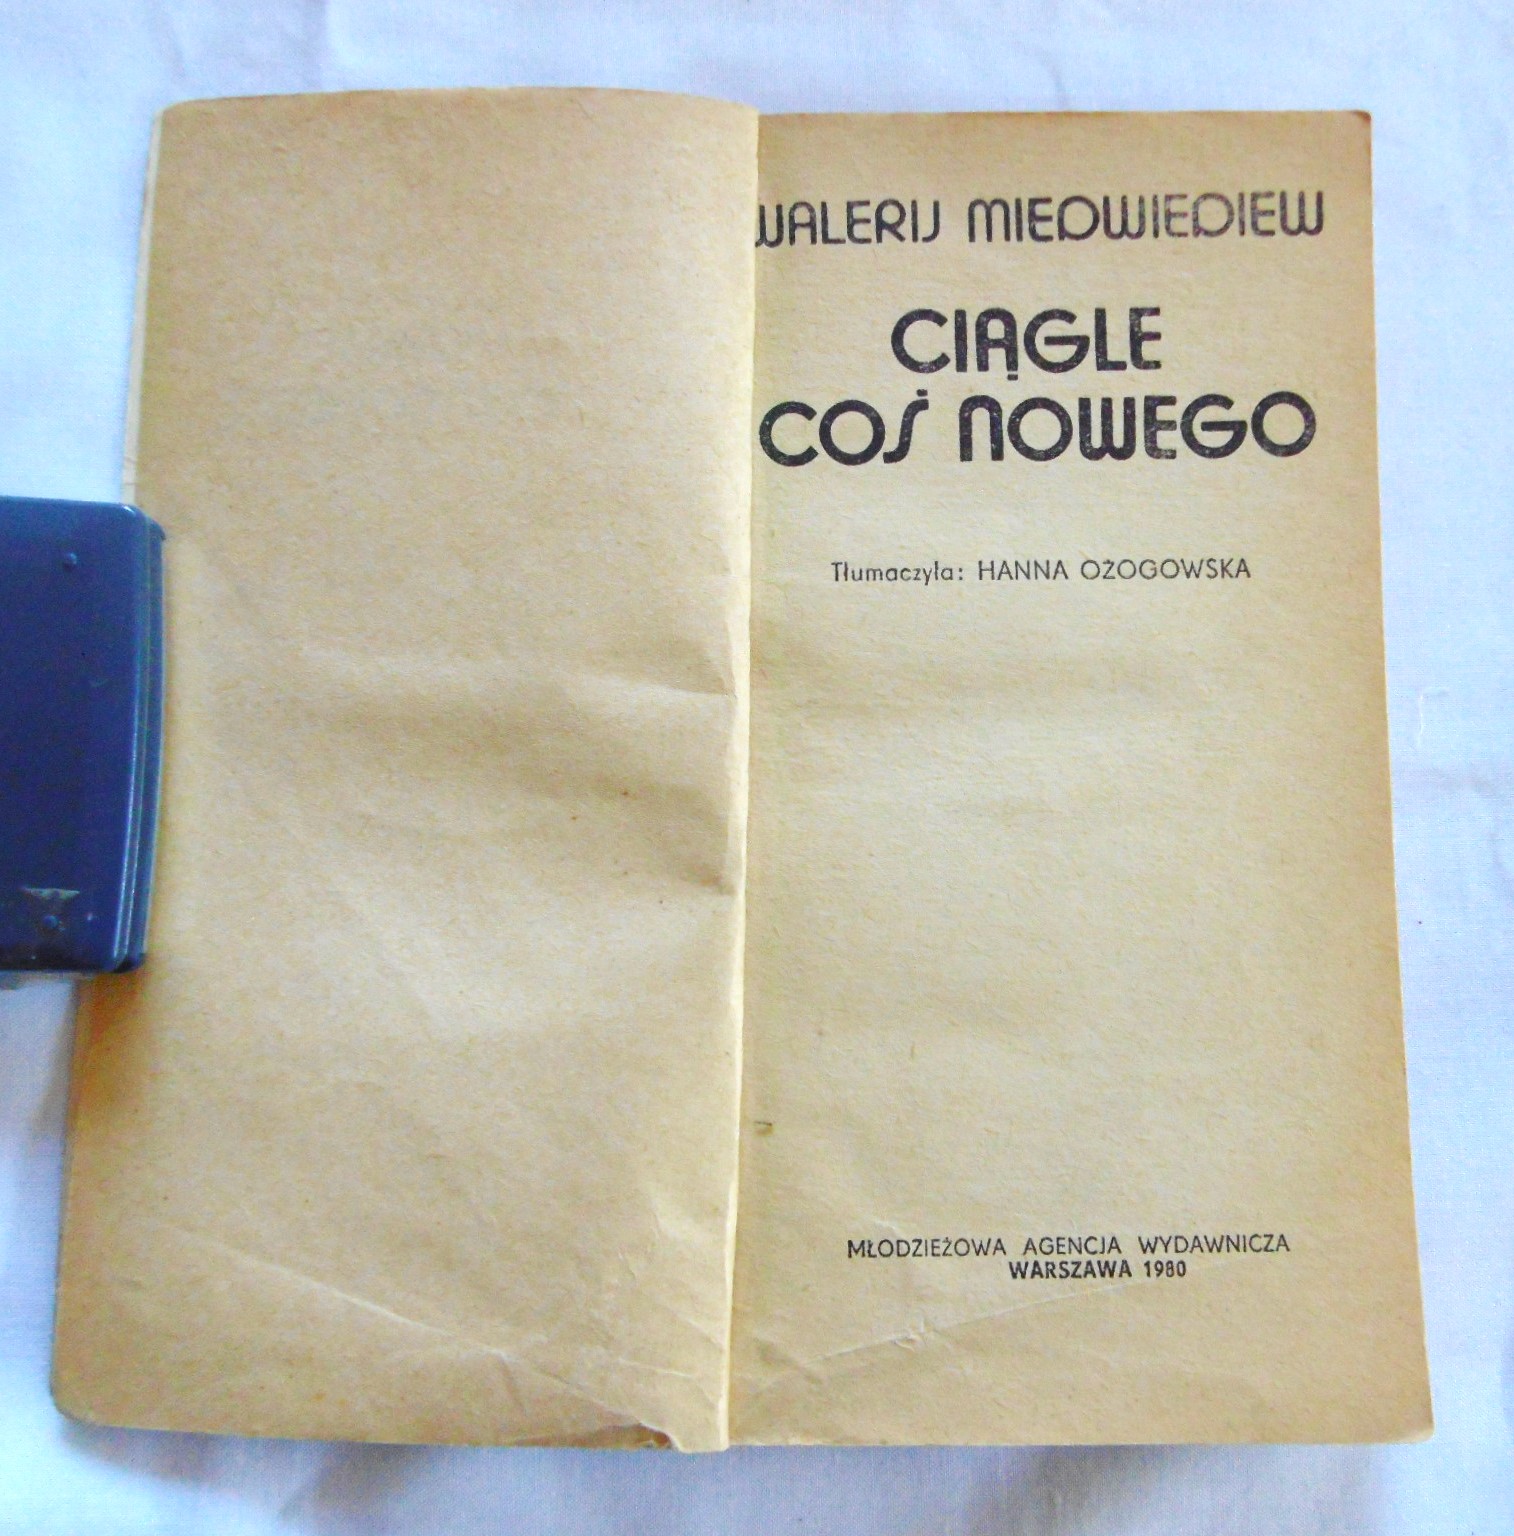 WALERIJ MIEDWIEDIEW
CIĄGLE
COŚ NOWEGO
Tłumaczyła: HANNA OŻOGOWSKA
MŁODZIEŻOWA AGENCJA WYDAWNICZA
WARSZAWA 1980